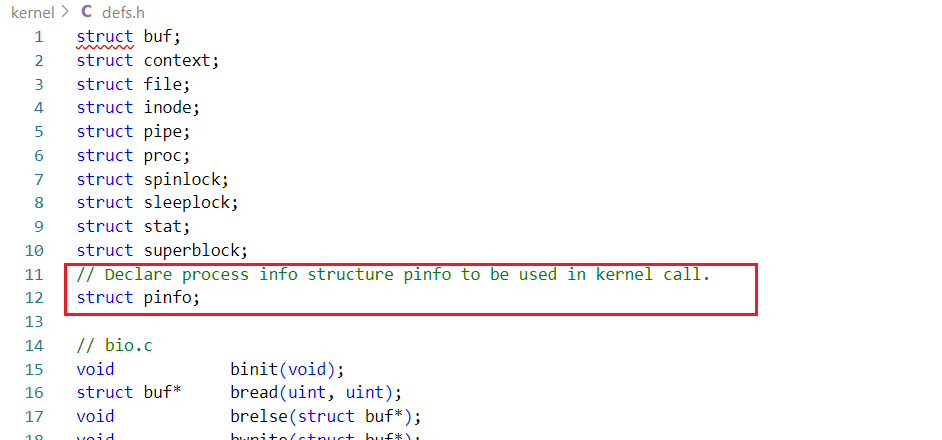 kernel > C defs.h
1 struct buf;
2 struct context;
3 struct file;
4 struct inode;
5 struct pipe;
6 struct proc;
7 struct spinlock;
8 struct sleeplock;
9 struct stat;
10 struct superblock;
11 // Declare process info structure pinfo to be used in kernel call.
12 struct pinfo;
13
14 // bio.c
15 void binit(void);
16 struct buf* bread(uint, uint);
17 void brelse(struct buf*);
18 void bwrite(struct buf*);